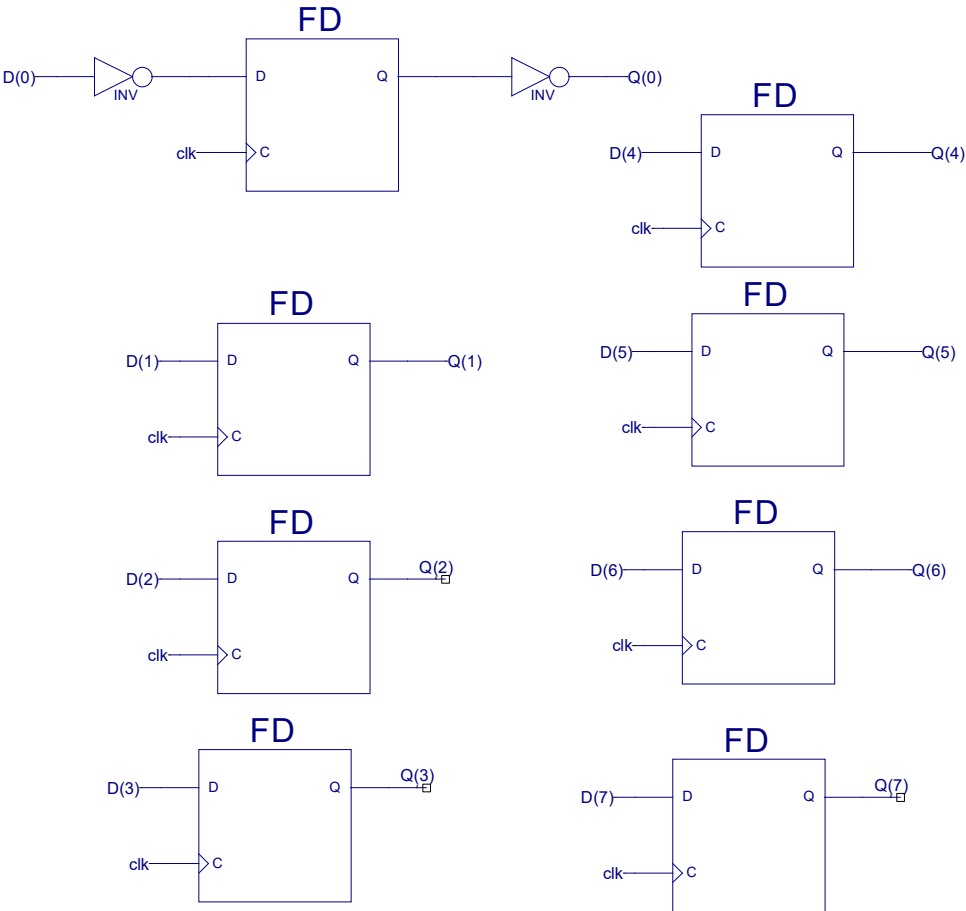 FD
D(0) INV D Q INV Q(0)
clk C
FD
D(4) D Q Q(4)
clk C
FD
D(1) D Q Q(1)
clk C
FD
D(5) D Q Q(5)
clk C
FD
D(2) D Q Q(2)
clk C
FD
D(6) D Q Q(6)
clk C
FD
D(3) D Q Q(3)
clk C
FD
D(7) D Q Q(7)
clk C